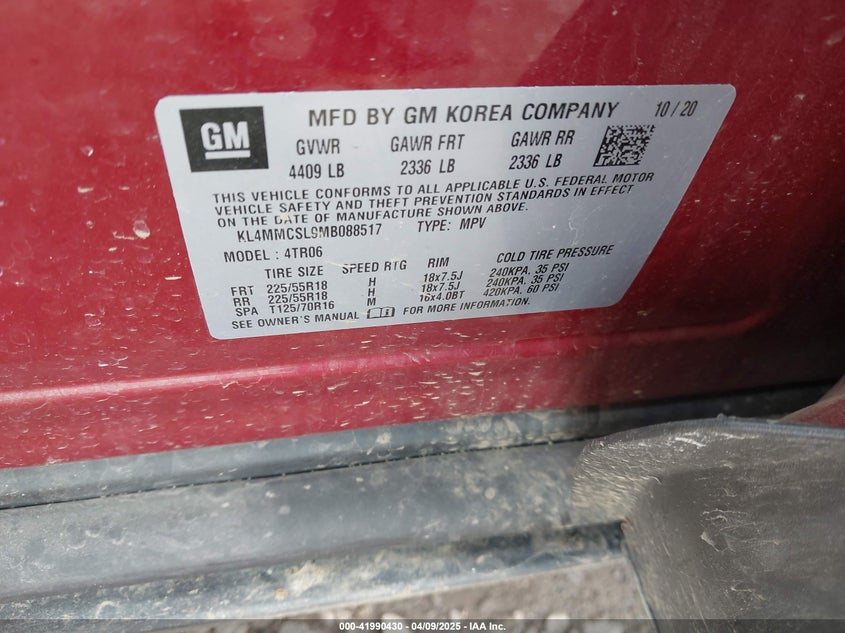 GM
MFD BY GM KOREA COMPANY 10 / 20
GVWR GAWR FRT GAWR RR
4409 LB 2336 LB 2336 LB
THIS VEHICLE CONFORMS TO ALL APPLICABLE U.S. FEDERAL MOTOR
VEHICLE SAFETY AND THEFT PREVENTION STANDARDS IN EFFECT
ON THE DATE OF MANUFACTURE SHOWN ABOVE.
KL4MMCSL9MB088517 TYPE: MPV
MODEL : 4TR06
TIRE SIZE SPEED RTG RIM COLD TIRE PRESSURE
FRT 225/55R18 H 18x7.5J 240KPA, 35 PSI
RR 225/55R18 H 18x7.5J 240KPA, 35 PSI
SPA T125/70R16 M 16x4.0BT 420KPA, 60 PSI
SEE OWNER'S MANUAL FOR MORE INFORMATION.
000-41990430 - 04/09/2025 - IAA Inc.